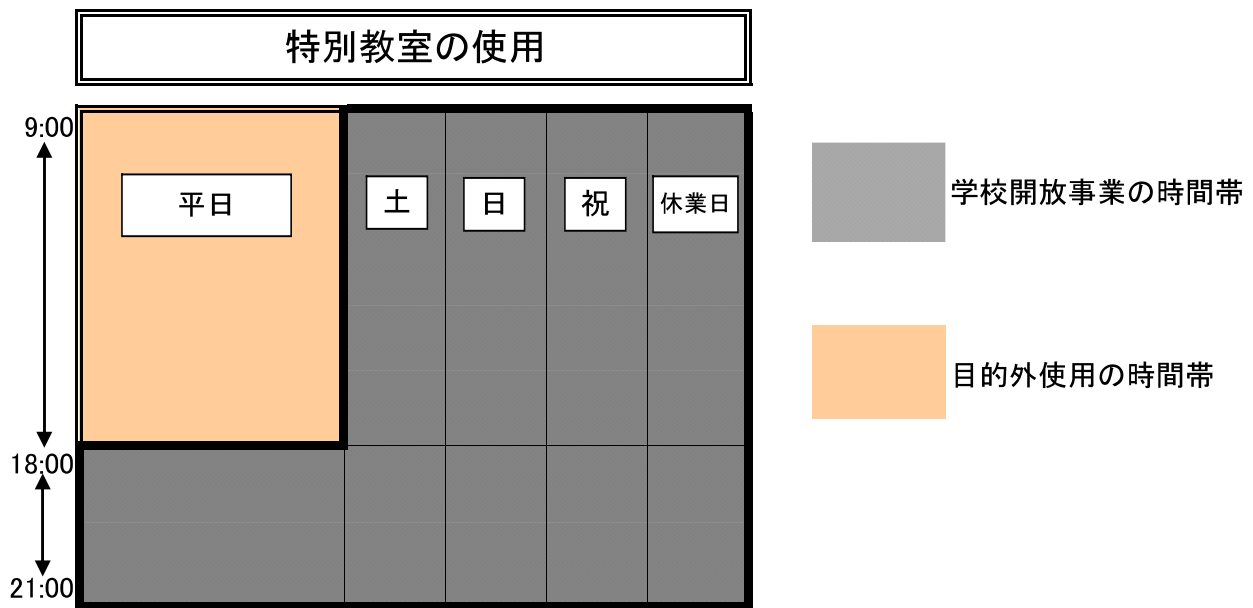 特別教室の使用
9:00
平日
土
日
祝
休業日
学校開放事業の時間帯
目的外使用の時間帯
18:00
21:00